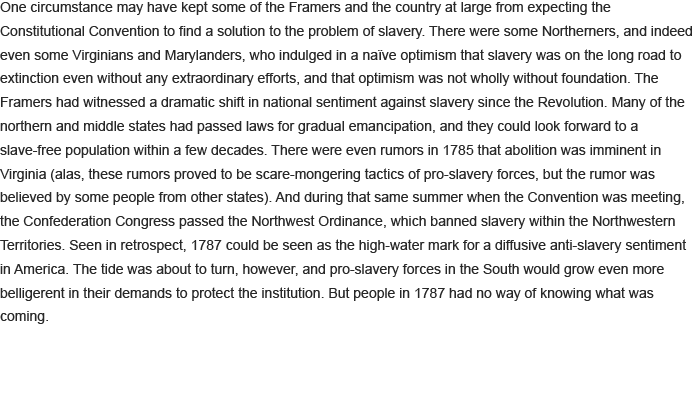 One circumstance may have kept some of the Framers and the country at large from expecting the
Constitutional Convention to find a solution to the problem of slavery. There were some Northerners, and indeed
even some Virginians and Marylanders, who indulged in a naïve optimism that slavery was on the long road to
extinction even without any extraordinary efforts, and that optimism was not wholly without foundation. The
Framers had witnessed a dramatic shift in national sentiment against slavery since the Revolution. Many of the
northern and middle states had passed laws for gradual emancipation, and they could look forward to a
slave-free population within a few decades. There were even rumors in 1785 that abolition was imminent in
Virginia (alas, these rumors proved to be scare-mongering tactics of pro-slavery forces, but the rumor was
believed by some people from other states). And during that same summer when the Convention was meeting,
the Confederation Congress passed the Northwest Ordinance, which banned slavery within the Northwestern
Territories. Seen in retrospect, 1787 could be seen as the high-water mark for a diffusive anti-slavery sentiment
in America. The tide was about to turn, however, and pro-slavery forces in the South would grow even more
belligerent in their demands to protect the institution. But people in 1787 had no way of knowing what was
coming.